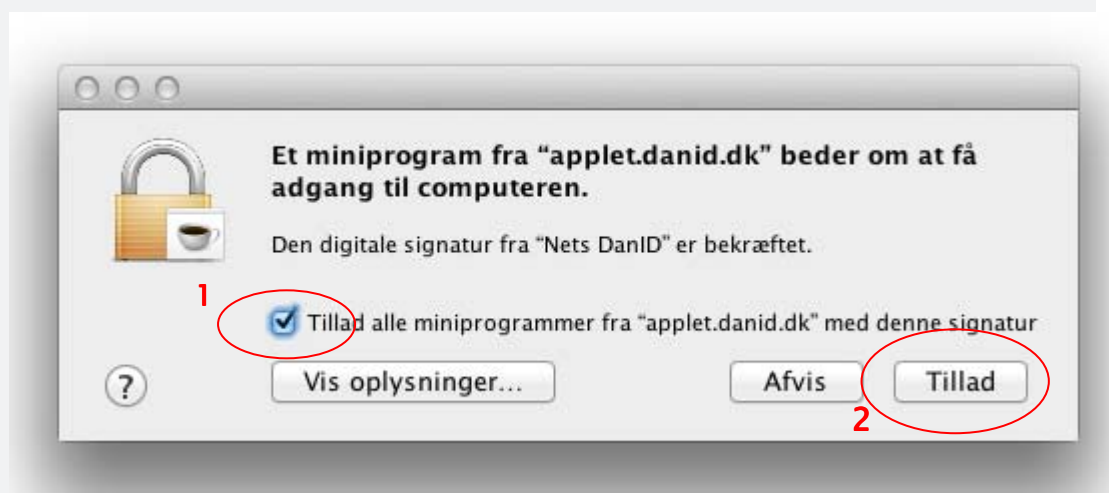 Et miniprogram fra “applet.danid.dk” beder om at få
adgang til computeren.
Den digitale signatur fra “Nets DanID” er bekræftet.
1
Tillad alle miniprogrammer fra “applet.danid.dk” med denne signatur
?
Vis oplysninger...
Afvis
Tillad
2